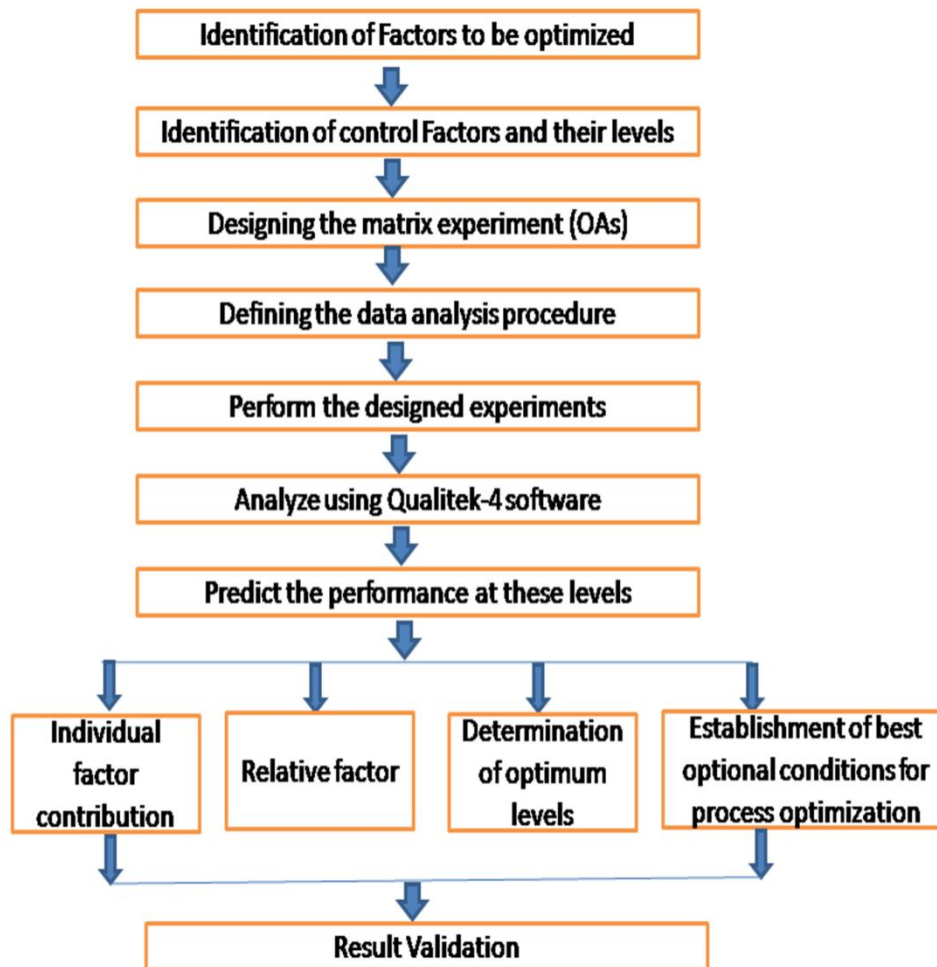 Identification of Factors to be optimized
Identification of control Factors and their levels
Designing the matrix experiment (OAs)
Defining the data analysis procedure
Perform the designed experiments
Analyze using Qualitek-4 software
Predict the performance at these levels
Individual
factor
contribution
Relative factor
Determination
of optimum
levels
Establishment of best
optional conditions for
process optimization
Result Validation